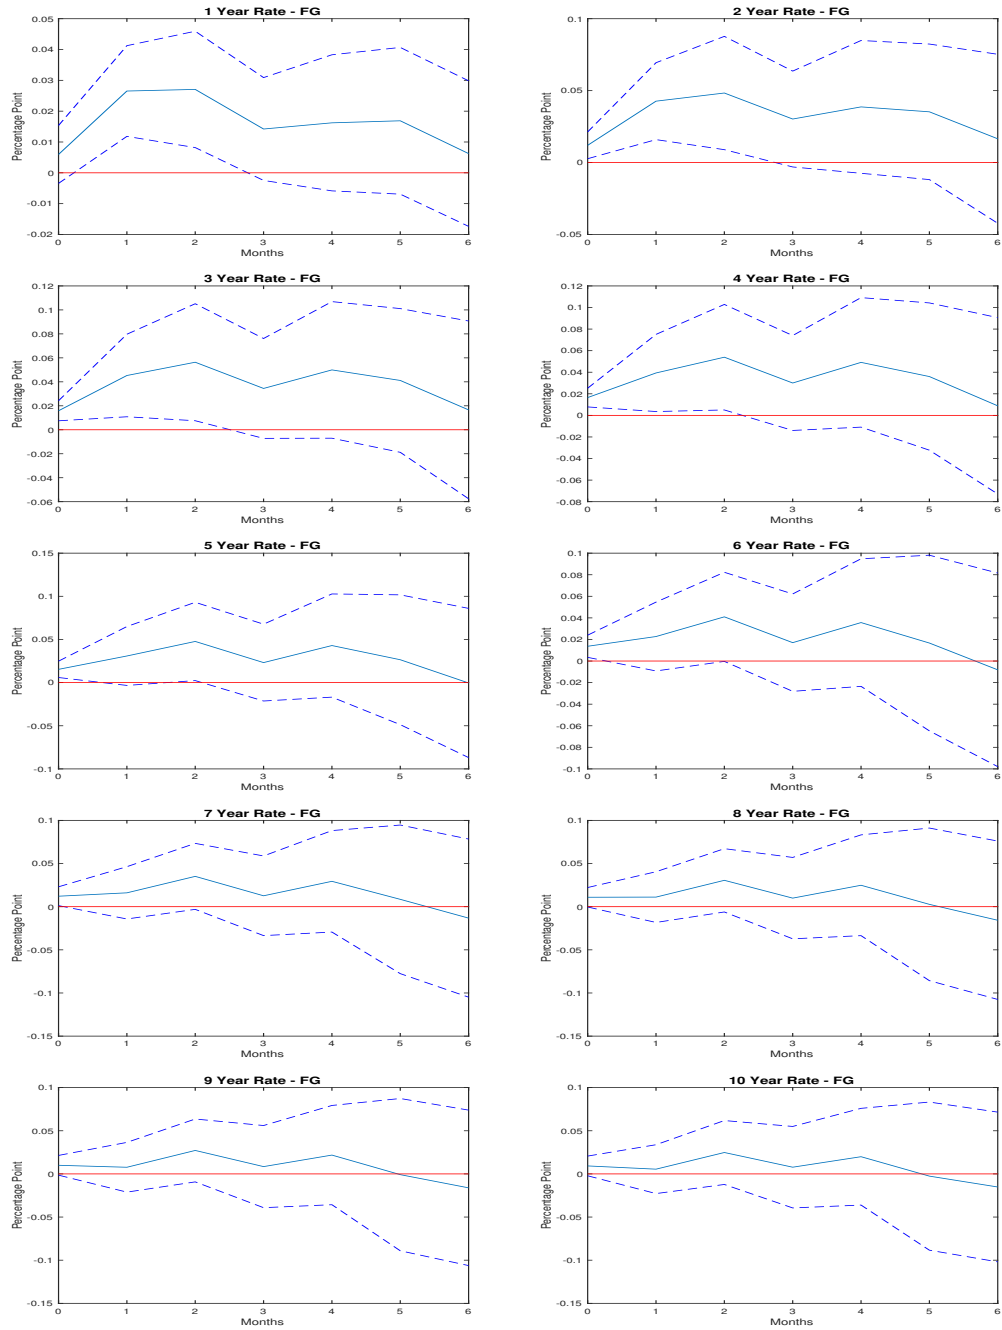 1 Year Rate - FG
Percentage Point
0.05
0.04
0.03
0.02
0.01
0
-0.01
-0.02
0 1 2 3 4 5 6
Months
2 Year Rate - FG
Percentage Point
0.1
0.05
0
-0.05
0 1 2 3 4 5 6
Months
3 Year Rate - FG
Percentage Point
0.12
0.1
0.08
0.06
0.04
0.02
0
-0.02
-0.04
-0.06
0 1 2 3 4 5 6
Months
4 Year Rate - FG
Percentage Point
0.12
0.1
0.08
0.06
0.04
0.02
0
-0.02
-0.04
-0.06
-0.08
0 1 2 3 4 5 6
Months
5 Year Rate - FG
Percentage Point
0.15
0.1
0.05
0
-0.05
-0.1
0 1 2 3 4 5 6
Months
6 Year Rate - FG
Percentage Point
0.1
0.08
0.06
0.04
0.02
0
-0.02
-0.04
-0.06
-0.08
-0.1
0 1 2 3 4 5 6
Months
7 Year Rate - FG
Percentage Point
0.1
0.05
0
-0.05
-0.1
-0.15
0 1 2 3 4 5 6
Months
8 Year Rate - FG
Percentage Point
0.1
0.05
0
-0.05
-0.1
-0.15
0 1 2 3 4 5 6
Months
9 Year Rate - FG
Percentage Point
0.1
0.05
0
-0.05
-0.1
-0.15
0 1 2 3 4 5 6
Months
10 Year Rate - FG
Percentage Point
0.1
0.05
0
-0.05
-0.1
-0.15
0 1 2 3 4 5 6
Months